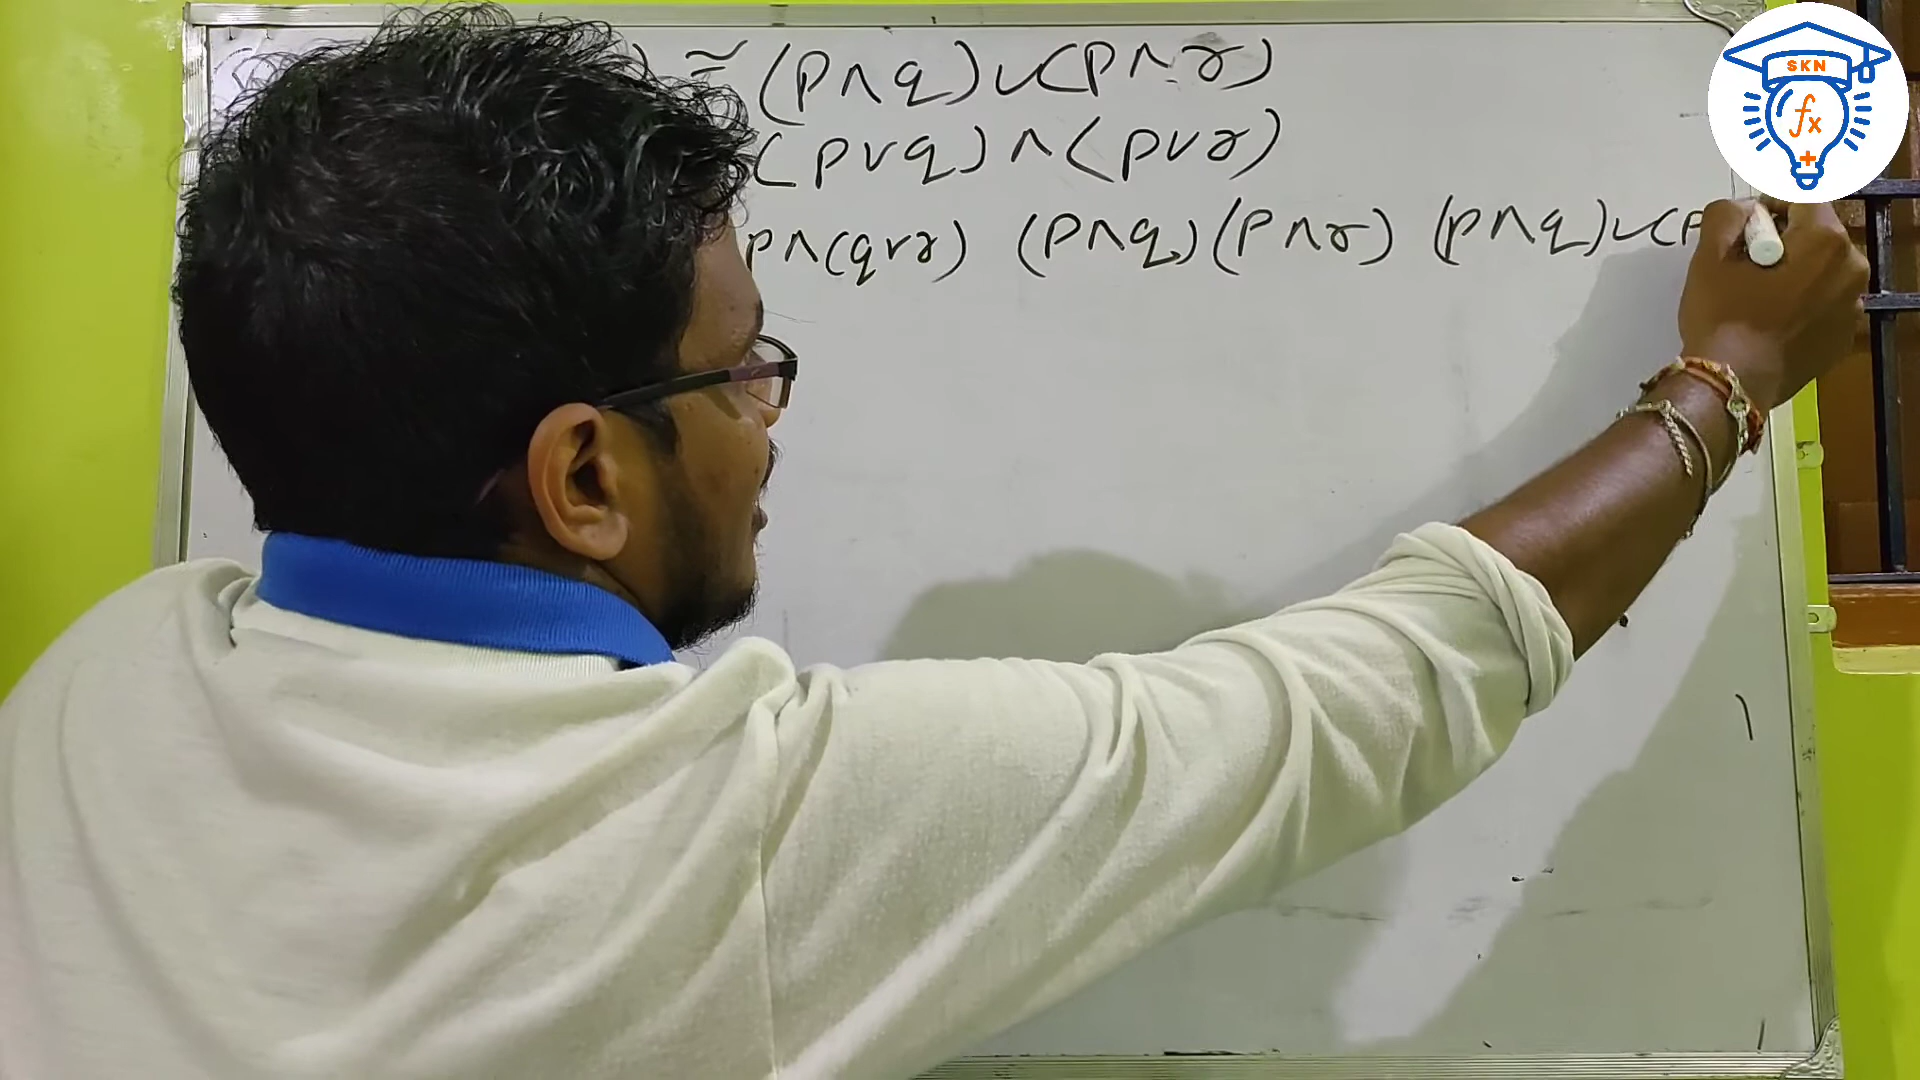 ) ≅ (p∧q)∨(p∧r)
(p∨q)∧(p∨r)
p∧(q∨r) (p∧q) (p∧r) (p∧q)∨(p
SKN
fx
+